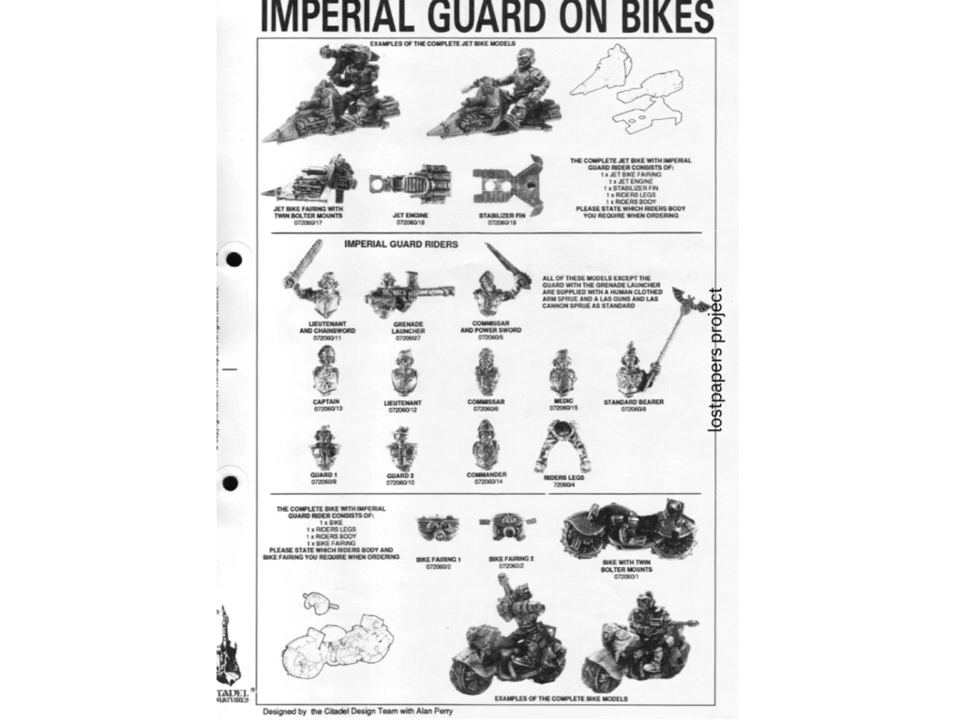 IMPERIAL GUARD ON BIKES
EXAMPLES OF THE COMPLETE JET BIKE MODELS
THE COMPLETE JET BIKE WITH IMPERIAL
GUARD RIDER CONSISTS OF:
1 x JET BIKE FAIRING
1 x JET ENGINE
1 x STABILIZER FIN
1 x RIDERS LEGS
1 x RIDERS BODY
PLEASE STATE WHICH RIDERS BODY
YOU REQUIRE WHEN ORDERING
JET BIKE FAIRING WITH
TWIN BOLTER MOUNTS
072060/17
JET ENGINE
072060/18
STABILIZER FIN
072060/19
IMPERIAL GUARD RIDERS
ALL OF THESE MODELS EXCEPT THE
GUARD WITH THE GRENADE LAUNCHER
ARE SUPPLIED WITH A HUMAN CLOTHED
ARM SPRUE AND A LAS GUNS AND LAS
CANNON SPRUE AS STANDARD
LIEUTENANT
AND CHAINSWORD
072060/11
GRENADE
LAUNCHER
072060/7
COMMISSAR
AND POWER SWORD
072060/5
CAPTAIN
072060/13
LIEUTENANT
072060/12
COMMISSAR
072060/6
MEDIC
072060/15
STANDARD BEARER
072060/8
GUARD 1
072060/9
GUARD 2
072060/10
COMMANDER
072060/14
RIDERS LEGS
72060/4
THE COMPLETE BIKE WITH IMPERIAL
GUARD RIDER CONSISTS OF:
1 x BIKE
1 x RIDERS LEGS
1 x RIDERS BODY
1 x BIKE FAIRING
PLEASE STATE WHICH RIDERS BODY AND
BIKE FAIRING YOU REQUIRE WHEN ORDERING
BIKE FAIRING 1
072060/2
BIKE FAIRING 2
072060/2
BIKE WITH TWIN
BOLTER MOUNTS
072060/1
EXAMPLES OF THE COMPLETE BIKE MODELS
Designed by the Citadel Design Team with Alan Perry
lostpapers project